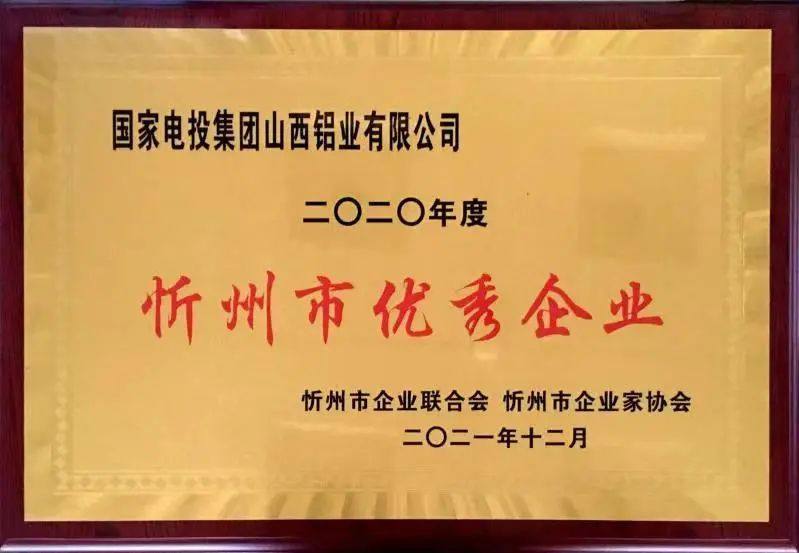 国家电投集团山西铝业有限公司
二〇二〇年度
忻州市优秀企业
忻州市企业联合会 忻州市企业家协会
二〇二一年十二月